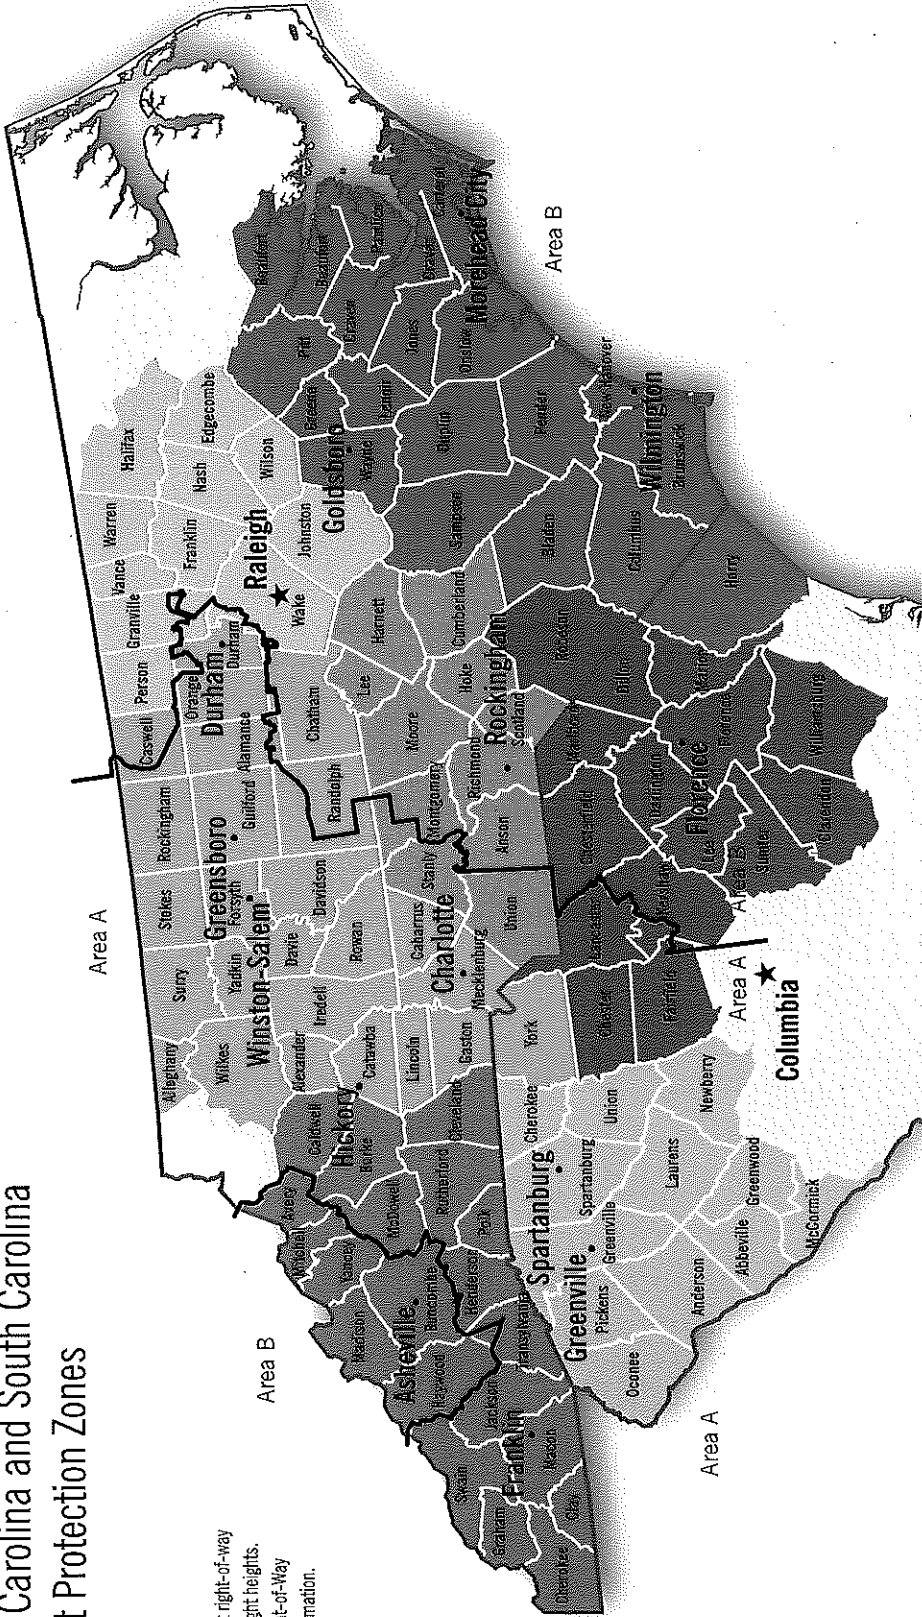 Carolina and South Carolina
t Protection Zones
right-of-way
ght heights.
t-of-Way
mation.
Area A
Area B
Area B
Area A
Area A
Area B
Alleghany
Surry
Stokes
Rockingham
Caswell
Person
Granville
Vance
Warren
Halifax
Wilkes
Yadkin
Forsyth
Guilford
Alamance
Orange
Durham
Franklin
Nash
Edgecombe
Greensboro
Winston-Salem
Durham
Raleigh
Wake
Johnston
Wilson
Goldsboro
Wayne
Greene
Pitt
Beaufort
Beaufort
Pamlico
Craven
Lenoir
Jones
Carteret
Onslow
Morehead City
Duplin
Pender
Sampson
Bladen
Columbus
Brunswick
New Hanover
Wilmington
Avery
Mitchell
Yancey
Madison
Caldwell
Burke
Hickory
Alexander
Catawba
Iredell
Davie
Davidson
Rowan
Randolph
Chatham
Lee
Harrett
Moore
Montgomery
Stanly
Cabarrus
Charlotte
Mecklenburg
Lincoln
Gaston
Cleveland
Rutherford
McDowell
Polk
Henderson
Buncombe
Asheville
Haywood
Transylvania
Jackson
Swain
Franklin
Macon
Graham
Clay
Cherokee
Union
Anson
Richmond
Rockingham
Scotland
Hoke
Cumberland
Robeson
York
Cherokee
Spartanburg
Spartanburg
Greenville
Greenville
Pickens
Oconee
Anderson
Abbeville
Greenwood
McCormick
Laurens
Union
Newberry
Chester
Fairfield
Lancaster
Kershaw
Chesterfield
Marlboro
Darlington
Dillon
Marion
Florence
Florence
Lee
Sumter
Clarendon
Williamsburg
Horry
Columbia